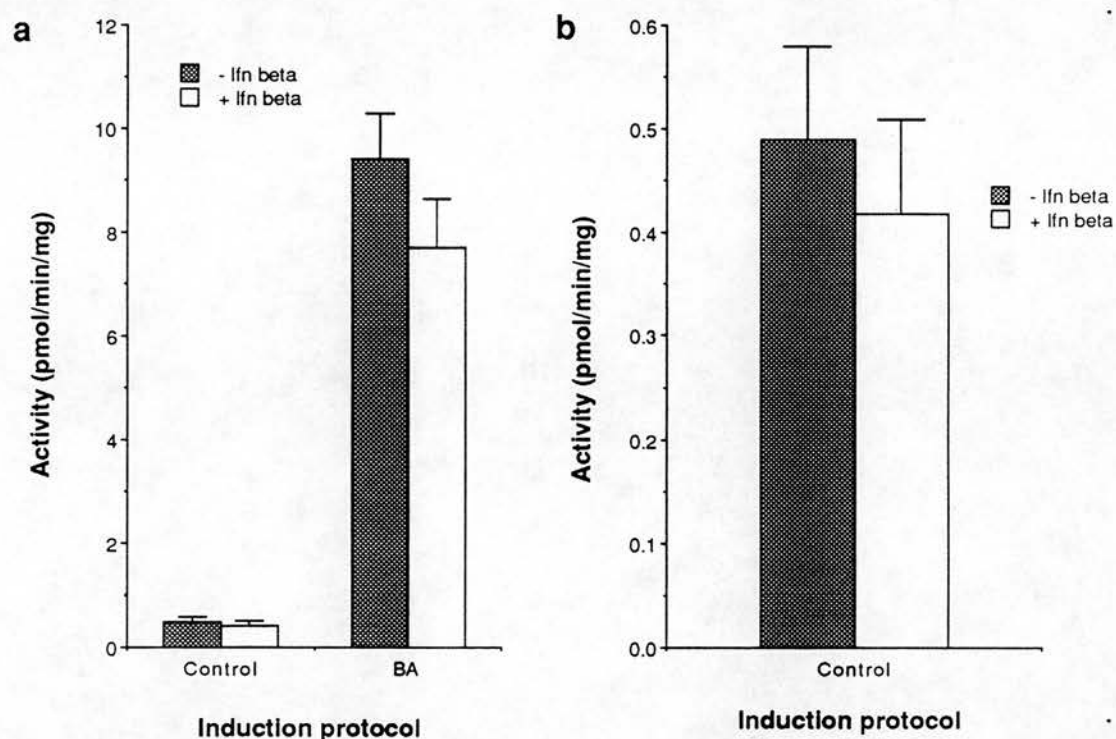 a
12
10
8
6
4
2
0
- Ifn beta
+ Ifn beta
Activity (pmol/min/mg)
Control
BA
Induction protocol
b
0.6
0.5
0.4
0.3
0.2
0.1
0.0
- Ifn beta
+ Ifn beta
Activity (pmol/min/mg)
Control
Induction protocol